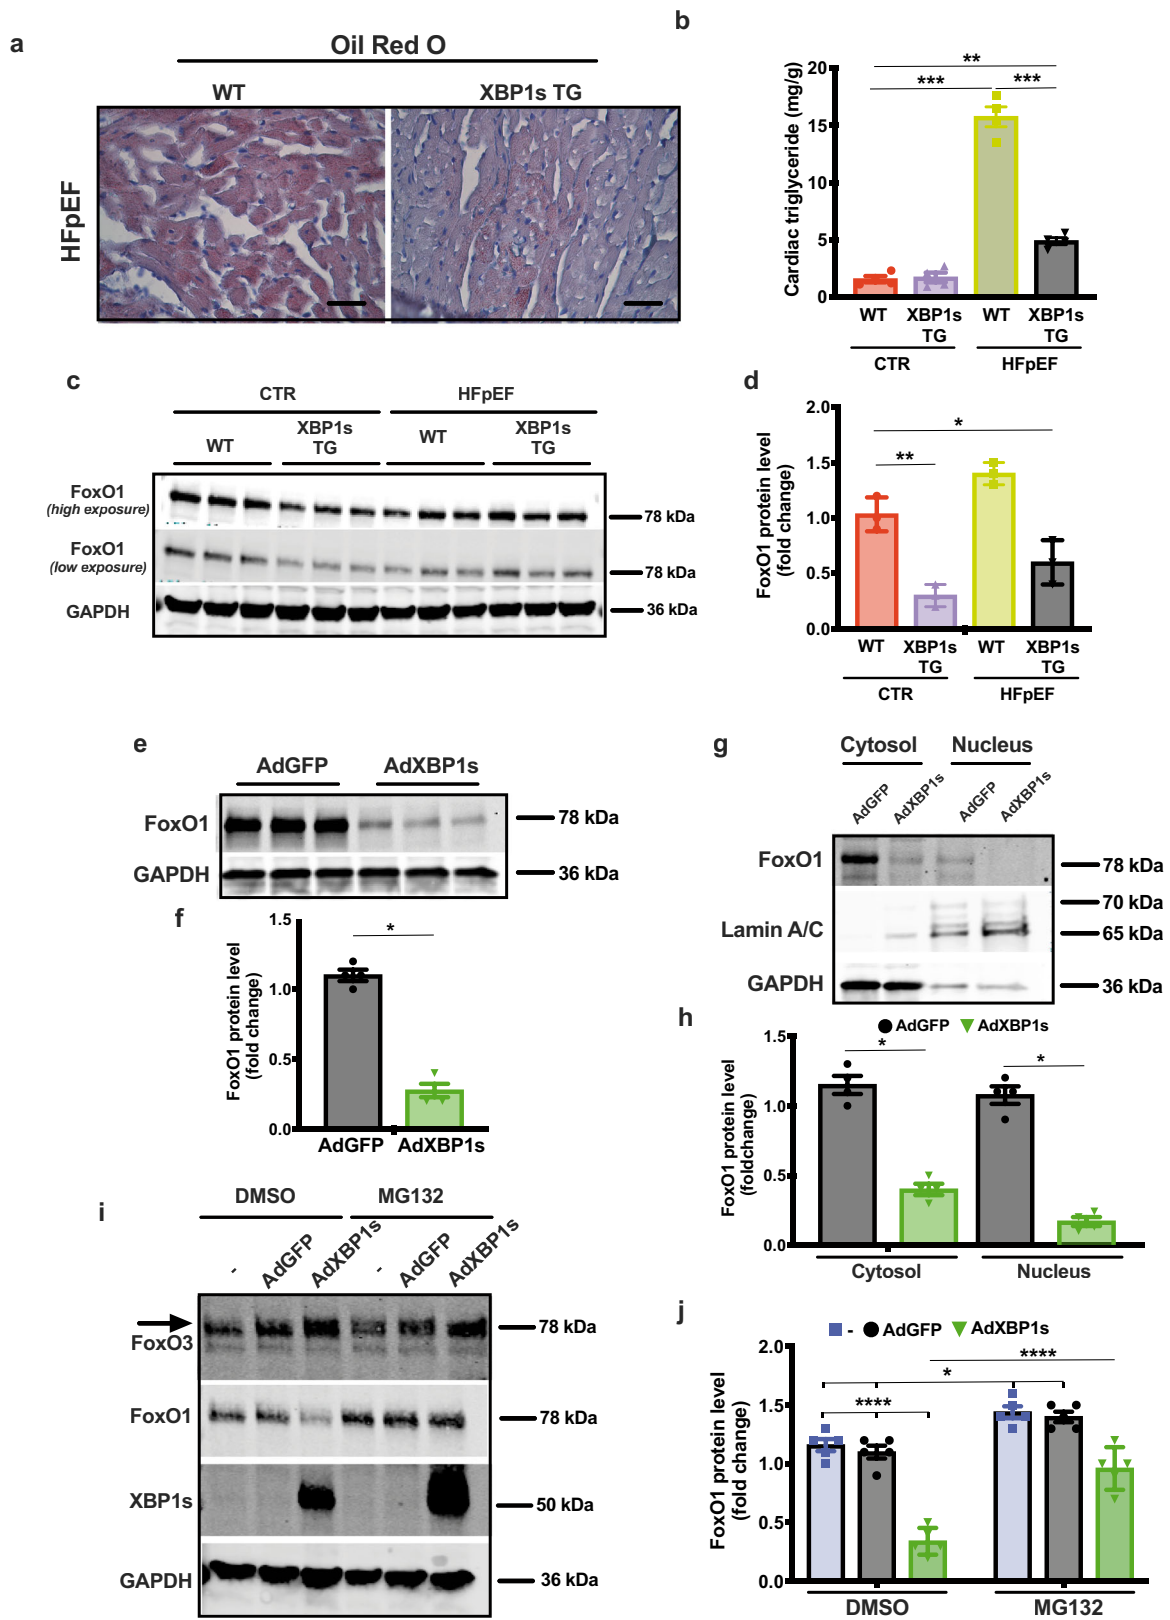 a
Oil Red O
WT
XBP1s TG
HFpEF
b
Cardiac triglyceride (mg/g)
20
15
10
5
0
**
***
***
WT
XBP1s
TG
WT
XBP1s
TG
CTR
HFpEF
c
CTR
HFpEF
WT
XBP1s
TG
WT
XBP1s
TG
FoxO1
(high exposure)
78 kDa
FoxO1
(low exposure)
78 kDa
GAPDH
36 kDa
d
FoxO1 protein level
(fold change)
2.0
1.5
1.0
0.5
0.0
*
**
WT
XBP1s
TG
WT
XBP1s
TG
CTR
HFpEF
e
AdGFP
AdXBP1s
FoxO1
78 kDa
GAPDH
36 kDa
f
FoxO1 protein level
(fold change)
1.5
1.0
0.5
0.0
*
AdGFP
AdXBP1s
g
Cytosol
Nucleus
AdGFP
AdXBP1s
AdGFP
AdXBP1s
FoxO1
78 kDa
70 kDa
Lamin A/C
65 kDa
GAPDH
36 kDa
h
AdGFP
AdXBP1s
FoxO1 protein level
(foldchange)
1.5
1.0
0.5
0.0
*
*
Cytosol
Nucleus
i
DMSO
MG132
-
AdGFP
AdXBP1s
-
AdGFP
AdXBP1s
FoxO3
78 kDa
FoxO1
78 kDa
XBP1s
50 kDa
GAPDH
36 kDa
j
-
AdGFP
AdXBP1s
FoxO1 protein level
(fold change)
2.0
1.5
1.0
0.5
0.0
****
*
****
DMSO
MG132